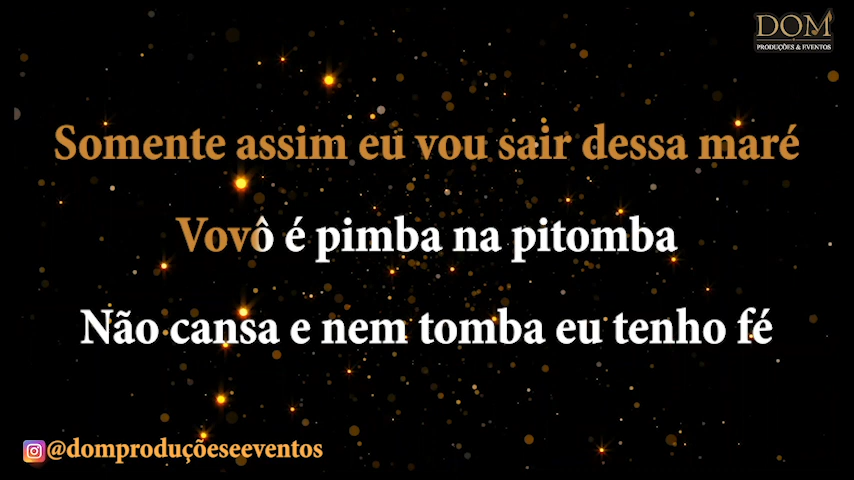 DOM
PRODUÇÕES & EVENTOS
Somente assim eu vou sair dessa maré
Vovô é pimba na pitomba
Não cansa e nem tomba eu tenho fé
@domproduçõeseeventos